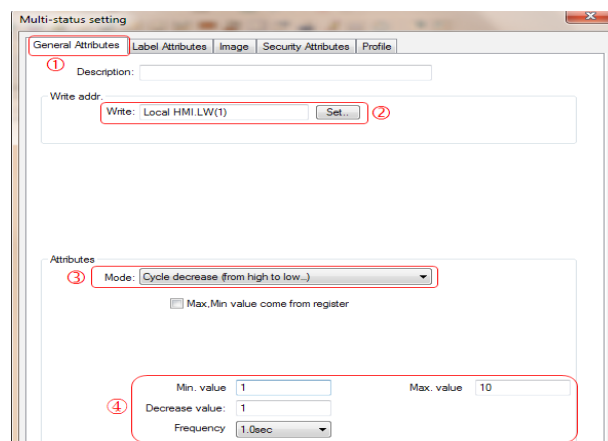 Multi-status setting
General Attributes Label Attributes Image Security Attributes Profile
①
Description:
Write addr.
Write: Local HMI.LW(1) Set.. ②
Attributes
③ Mode: Cycle decrease (from high to low...)
Max,Min value come from register
Min. value 1 Max. value 10
④ Decrease value: 1
Frequency 1.0sec